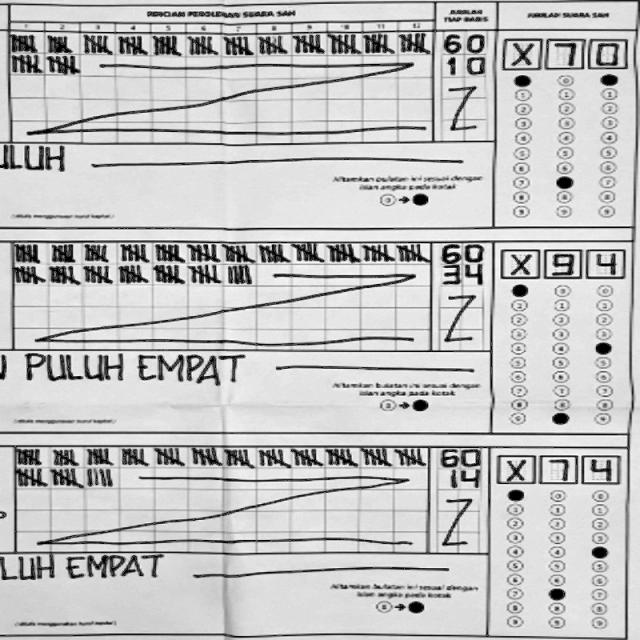 RINCIAN PEROLEHAN SUARA SAH
JUMLAH TIAP BARIS
JUMLAH SUARA SAH
1 2 3 4 5 6 7 8 9 10 11 12
60
10
X 7 0
ULUH
Hitamkan bulatan ini sesuai dengan
isian angka pada kotak
(ditulis menggunakan huruf kapital)
60
34
X 9 4
PULUH EMPAT
Hitamkan bulatan ini sesuai dengan
isian angka pada kotak
(ditulis menggunakan huruf kapital)
60
14
X 7 4
LUH EMPAT
Hitamkan bulatan ini sesuai dengan
isian angka pada kotak
(ditulis menggunakan huruf kapital)